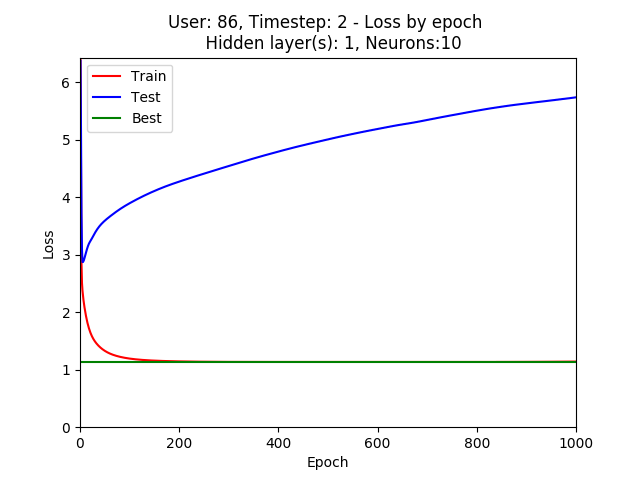 User: 86, Timestep: 2 - Loss by epoch
Hidden layer(s): 1, Neurons:10
Train
Test
Best
6
5
4
3
2
1
0
Loss
0 200 400 600 800 1000
Epoch